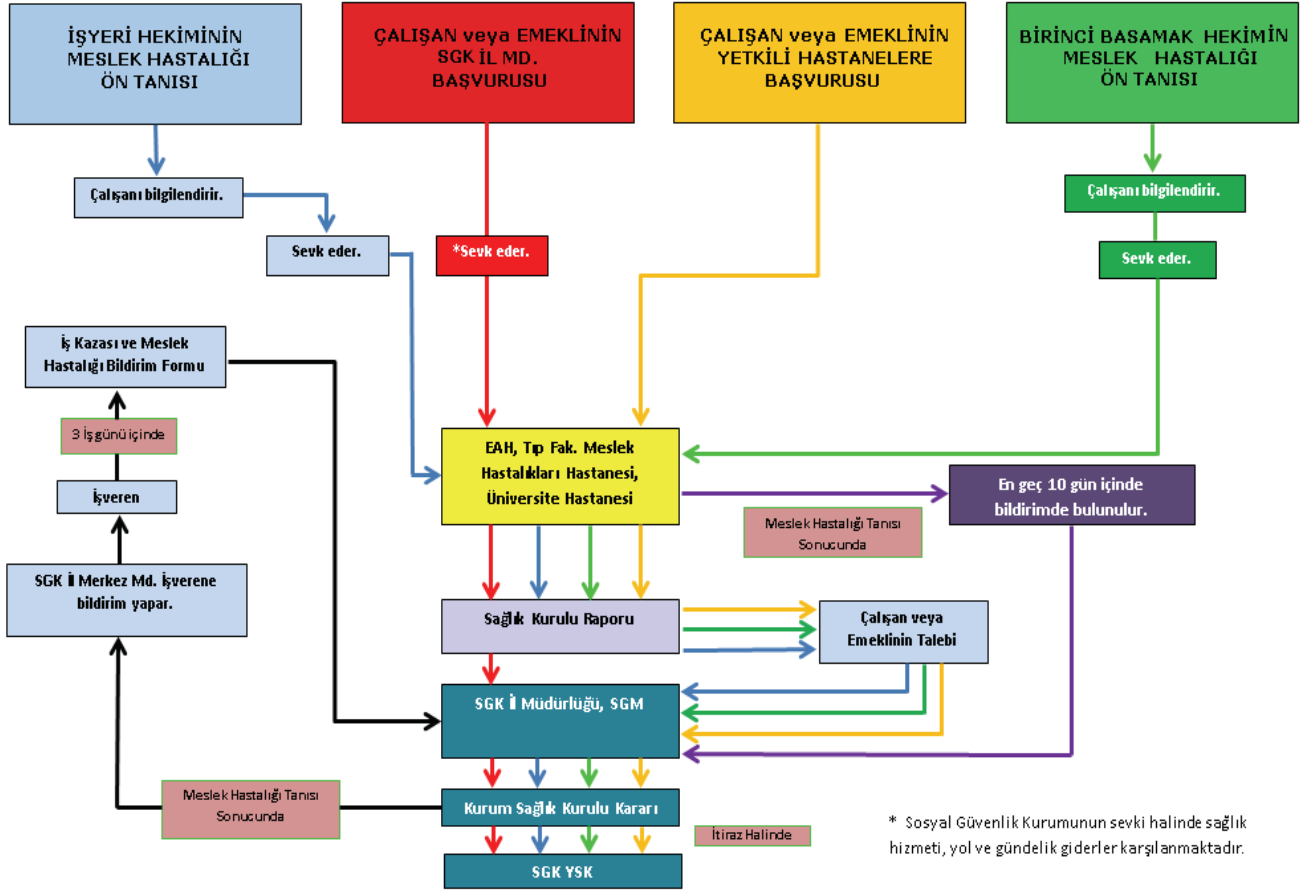 İŞYERİ HEKİMİNİN
MESLEK HASTALIĞI
ÖN TANISI
ÇALIŞAN veya EMEKLİNİN
SGK İL MD.
BAŞVURUSU
ÇALIŞAN veya EMEKLİNİN
YETKİLİ HASTANELERE
BAŞVURUSU
BİRİNCİ BASAMAK HEKİMİN
MESLEK HASTALIĞI
ÖN TANISI
Çalışanı bilgilendirir.
Çalışanı bilgilendirir.
Sevk eder.
*Sevk eder.
Sevk eder.
İş Kazası ve Meslek
Hastalığı Bildirim Formu
3 İş günü içinde
İşveren
SGK İl Merkez Md. İşverene
bildirim yapar.
EAH, Tıp Fak. Meslek
Hastalıkları Hastanesi,
Üniversite Hastanesi
En geç 10 gün içinde
bildirimde bulunulur.
Meslek Hastalığı Tanısı
Sonucunda
Sağlık Kurulu Raporu
Çalışan veya
Emeklinin Talebi
SGK İl Müdürlüğü, SGM
Meslek Hastalığı Tanısı
Sonucunda
Kurum Sağlık Kurulu Kararı
İtiraz Halinde
SGK YSK
* Sosyal Güvenlik Kurumunun sevki halinde sağlık
hizmeti, yol ve gündelik giderler karşılanmaktadır.